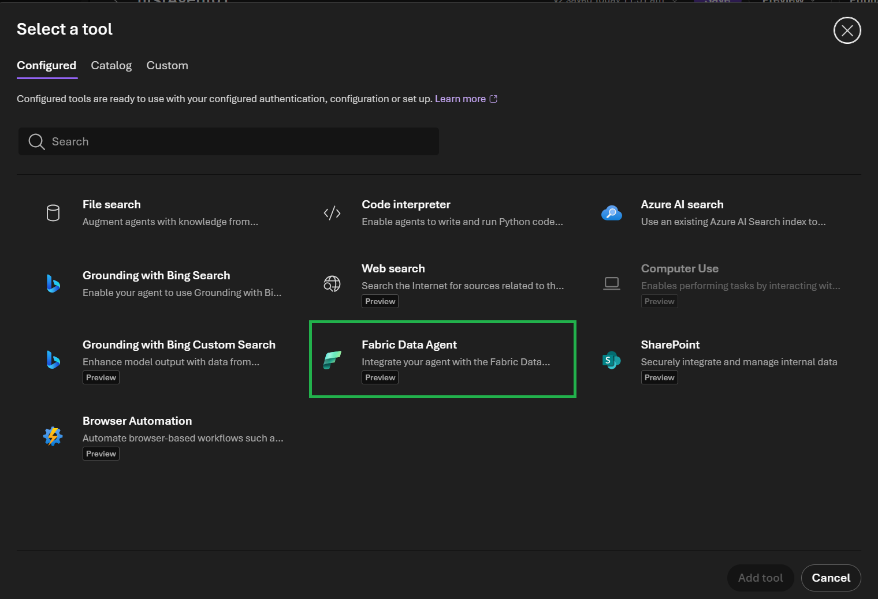 Select a tool
Configured Catalog Custom
Configured tools are ready to use with your configured authentication, configuration or set up. Learn more
Search
File search
Augment agents with knowledge from...
Code interpreter
Enable agents to write and run Python code...
Azure AI search
Use an existing Azure AI Search index to...
Grounding with Bing Search
Enable your agent to use Grounding with Bi...
Web search
Search the Internet for sources related to th...
Preview
Computer Use
Enables performing tasks by interacting wit...
Preview
Grounding with Bing Custom Search
Enhance model output with data from...
Preview
Fabric Data Agent
Integrate your agent with the Fabric Data...
Preview
SharePoint
Securely integrate and manage internal data
Preview
Browser Automation
Automate browser-based workflows such a...
Preview
Add tool Cancel